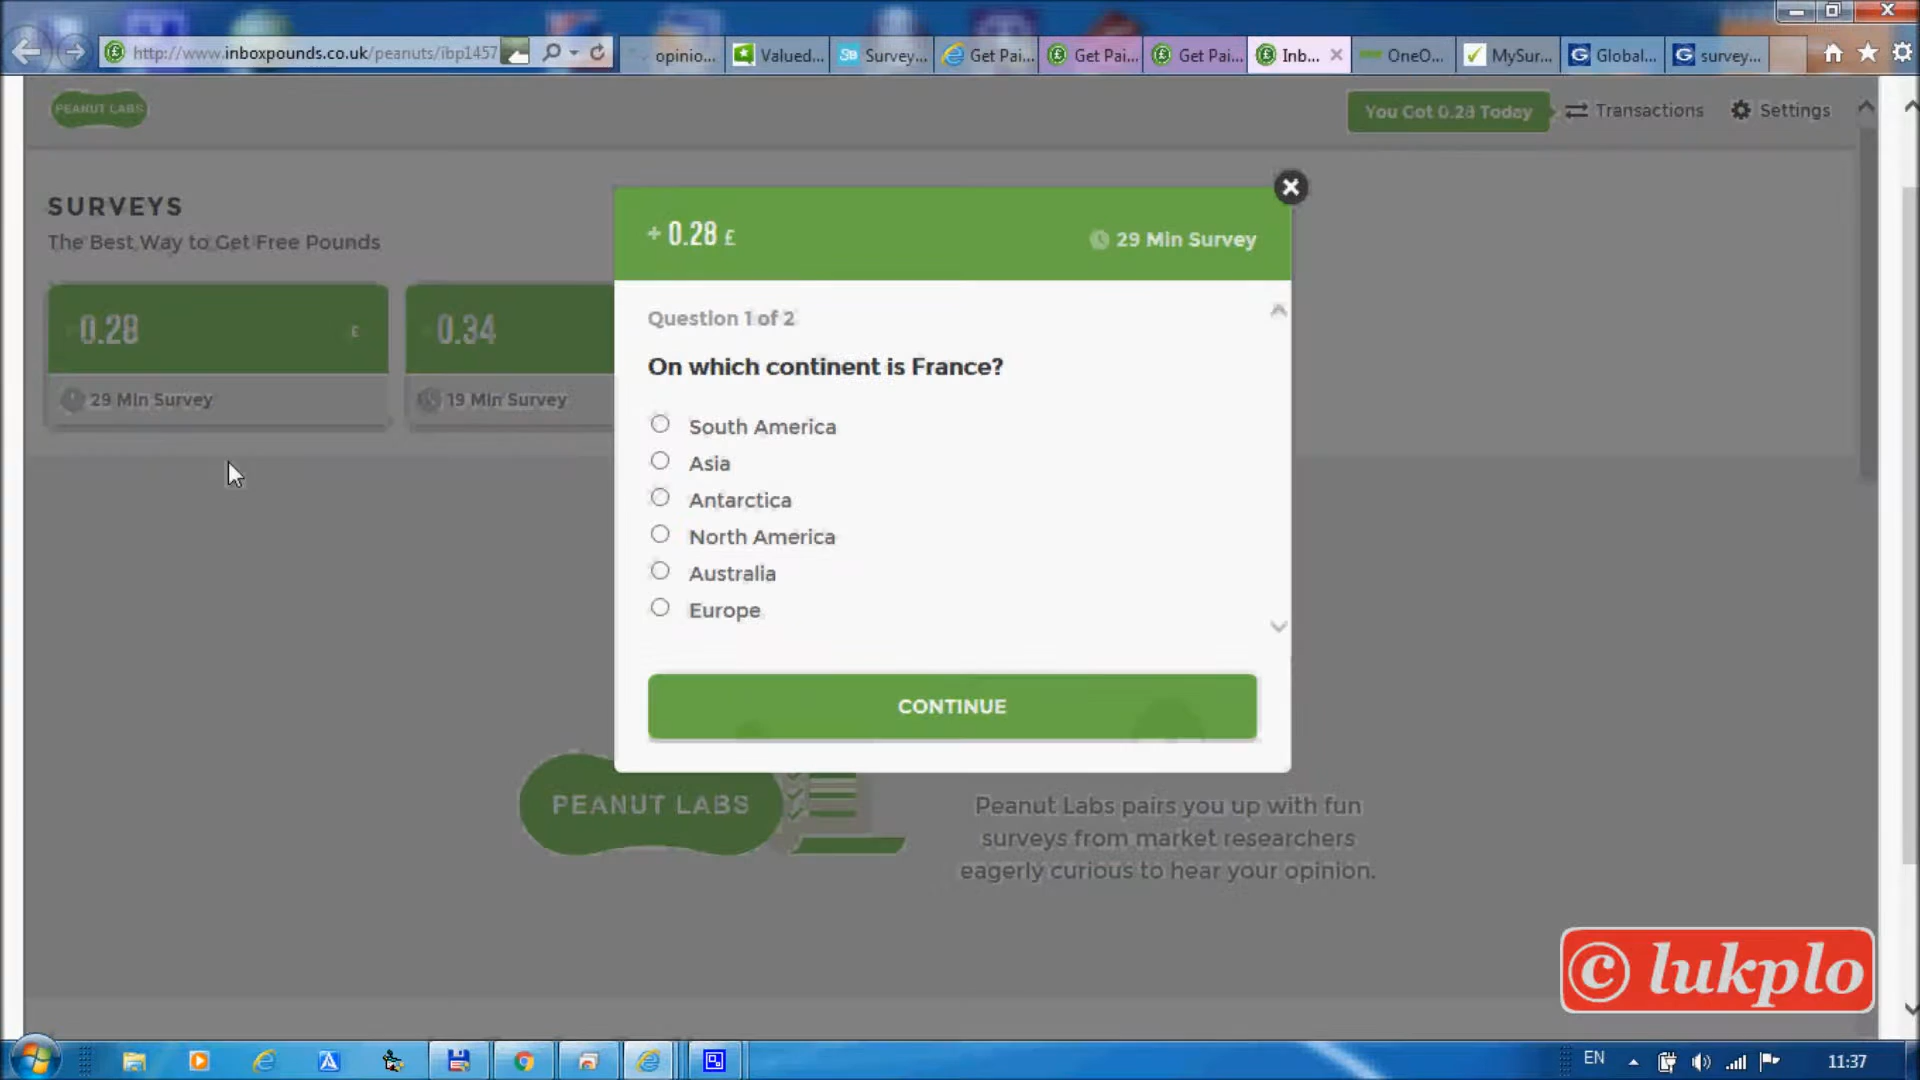 http://www.inboxpounds.co.uk/peanuts/ibp1457
opinio...
Valued...
Survey...
Get Pai...
Get Pai...
Get Pai...
Inb...
OneO...
MySur...
Global...
survey...
PEANUT LABS
You Got 0.28 Today
Transactions
Settings
SURVEYS
The Best Way to Get Free Pounds
0.28 £
29 Min Survey
0.34
19 Min Survey
+ 0.28 £
29 Min Survey
Question 1 of 2
On which continent is France?
South America
Asia
Antarctica
North America
Australia
Europe
CONTINUE
PEANUT LABS
Peanut Labs pairs you up with fun
surveys from market researchers
eagerly curious to hear your opinion.
© lukplo
EN
11:37